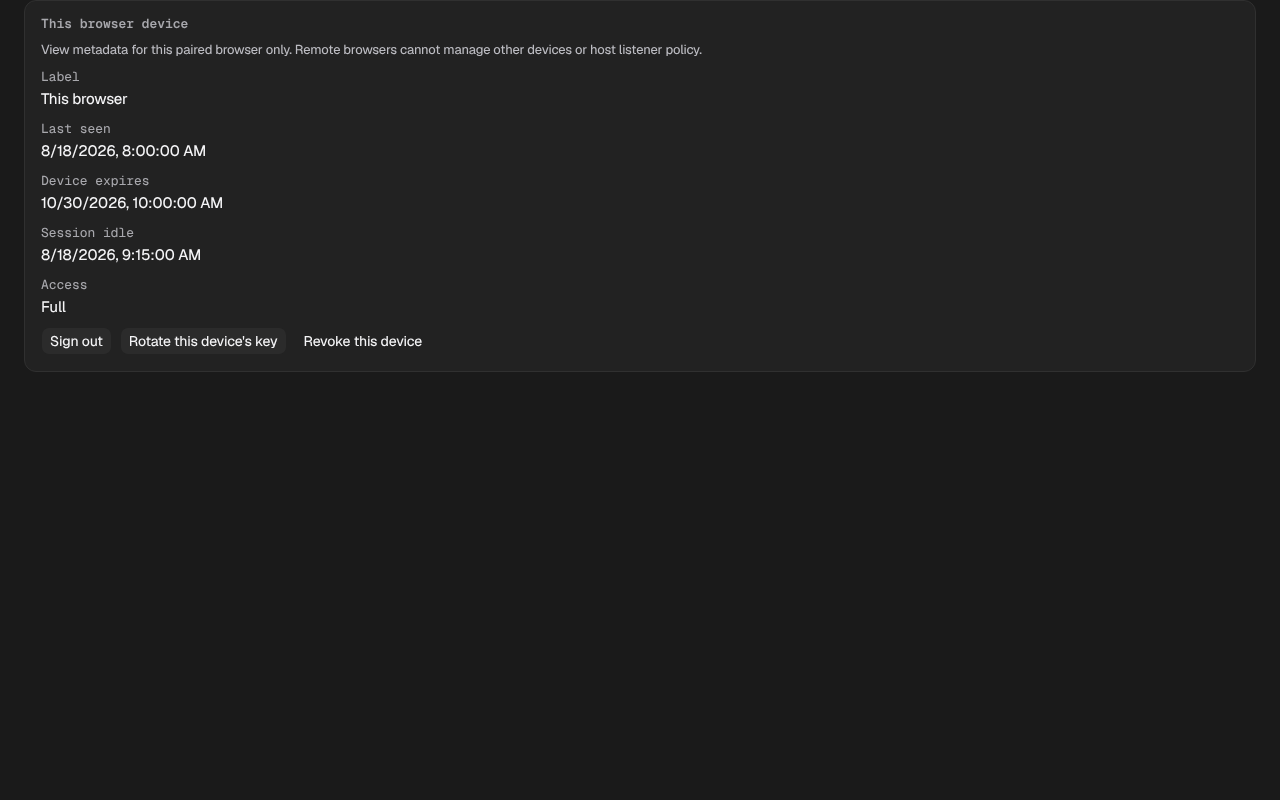 This browser device
View metadata for this paired browser only. Remote browsers cannot manage other devices or host listener policy.
Label
This browser
Last seen
8/18/2026, 8:00:00 AM
Device expires
10/30/2026, 10:00:00 AM
Session idle
8/18/2026, 9:15:00 AM
Access
Full
Sign out Rotate this device's key Revoke this device